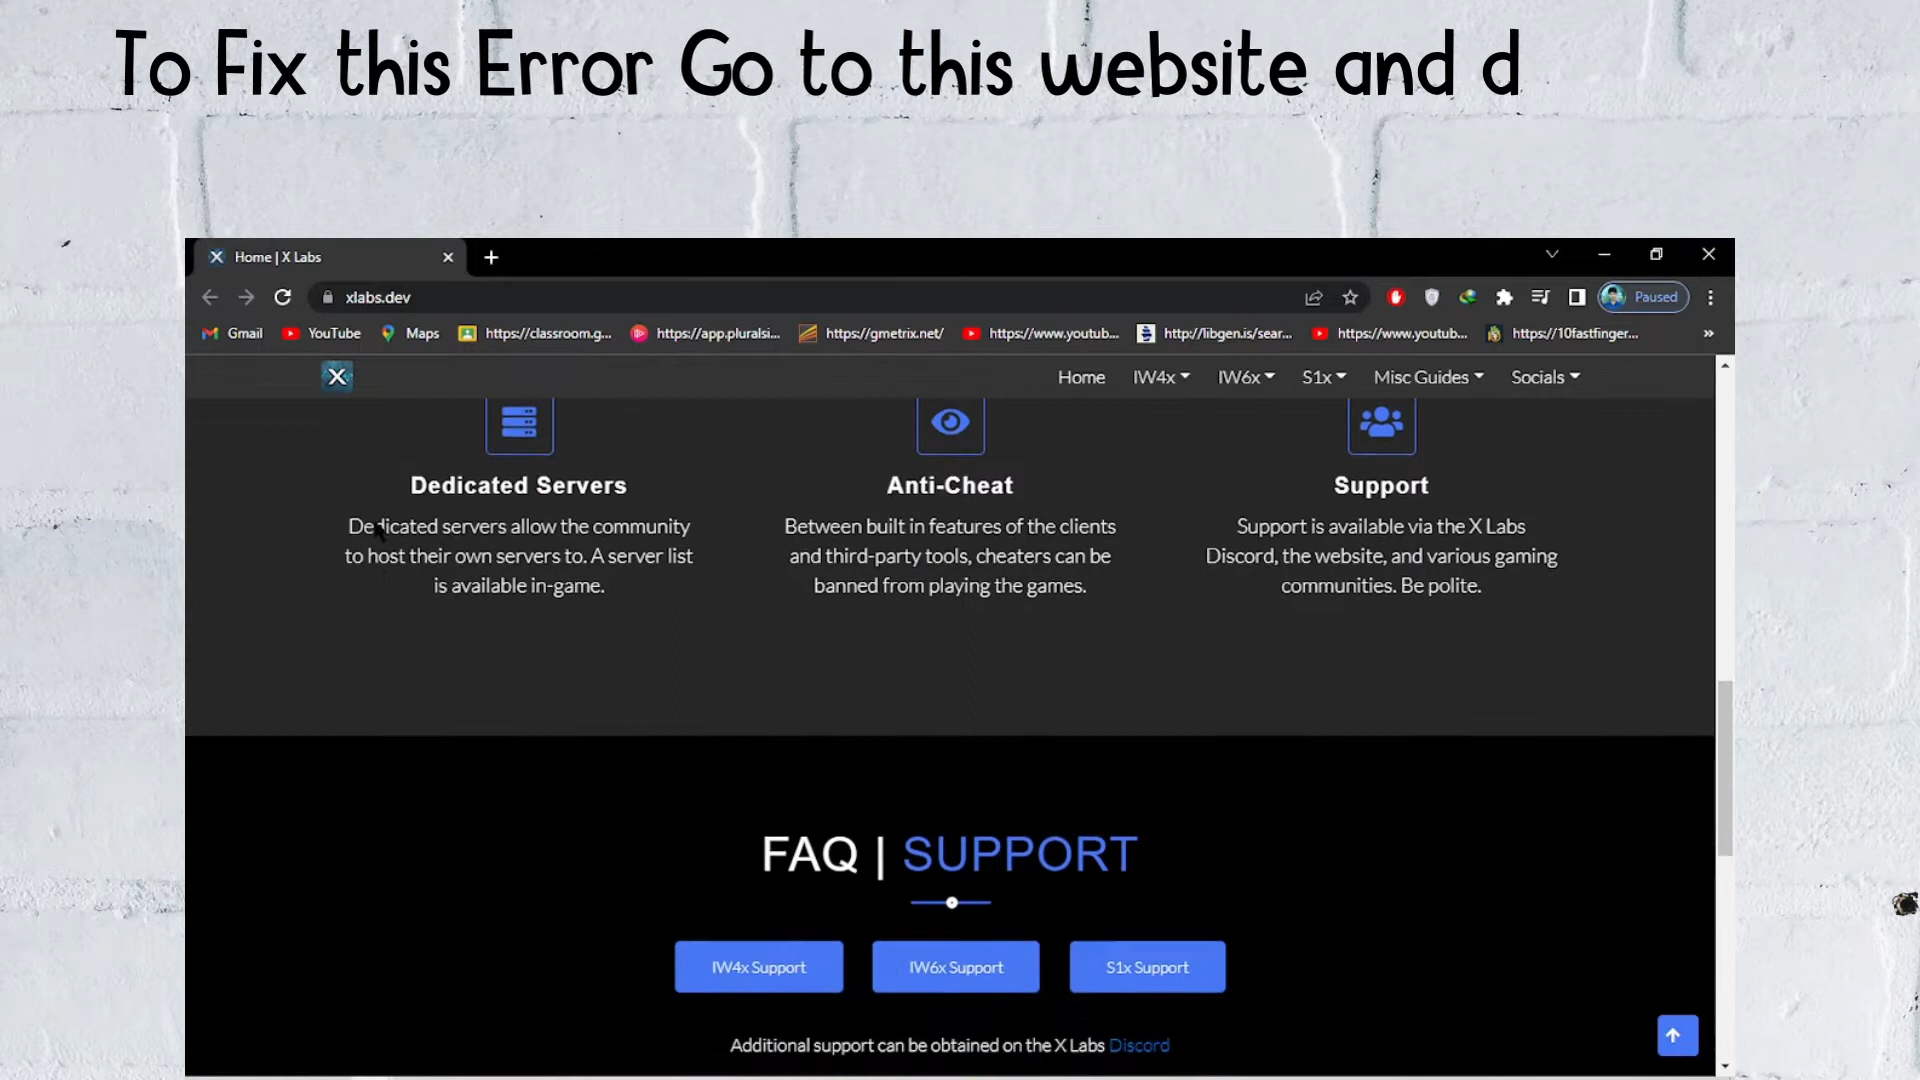 To Fix this Error Go to this website and d
Home | X Labs
xlabs.dev
Paused
Gmail
YouTube
Maps
https://classroom.g...
https://app.pluralsi...
https://gmetrix.net/
https://www.youtub...
http://libgen.is/sear...
https://www.youtub...
https://10fastfinger...
»
X
Home
IW4x
IW6x
S1x
Misc Guides
Socials
Dedicated Servers
Dedicated servers allow the community
to host their own servers to. A server list
is available in-game.
Anti-Cheat
Between built in features of the clients
and third-party tools, cheaters can be
banned from playing the games.
Support
Support is available via the X Labs
Discord, the website, and various gaming
communities. Be polite.
FAQ | SUPPORT
IW4x Support
IW6x Support
S1x Support
Additional support can be obtained on the X Labs Discord